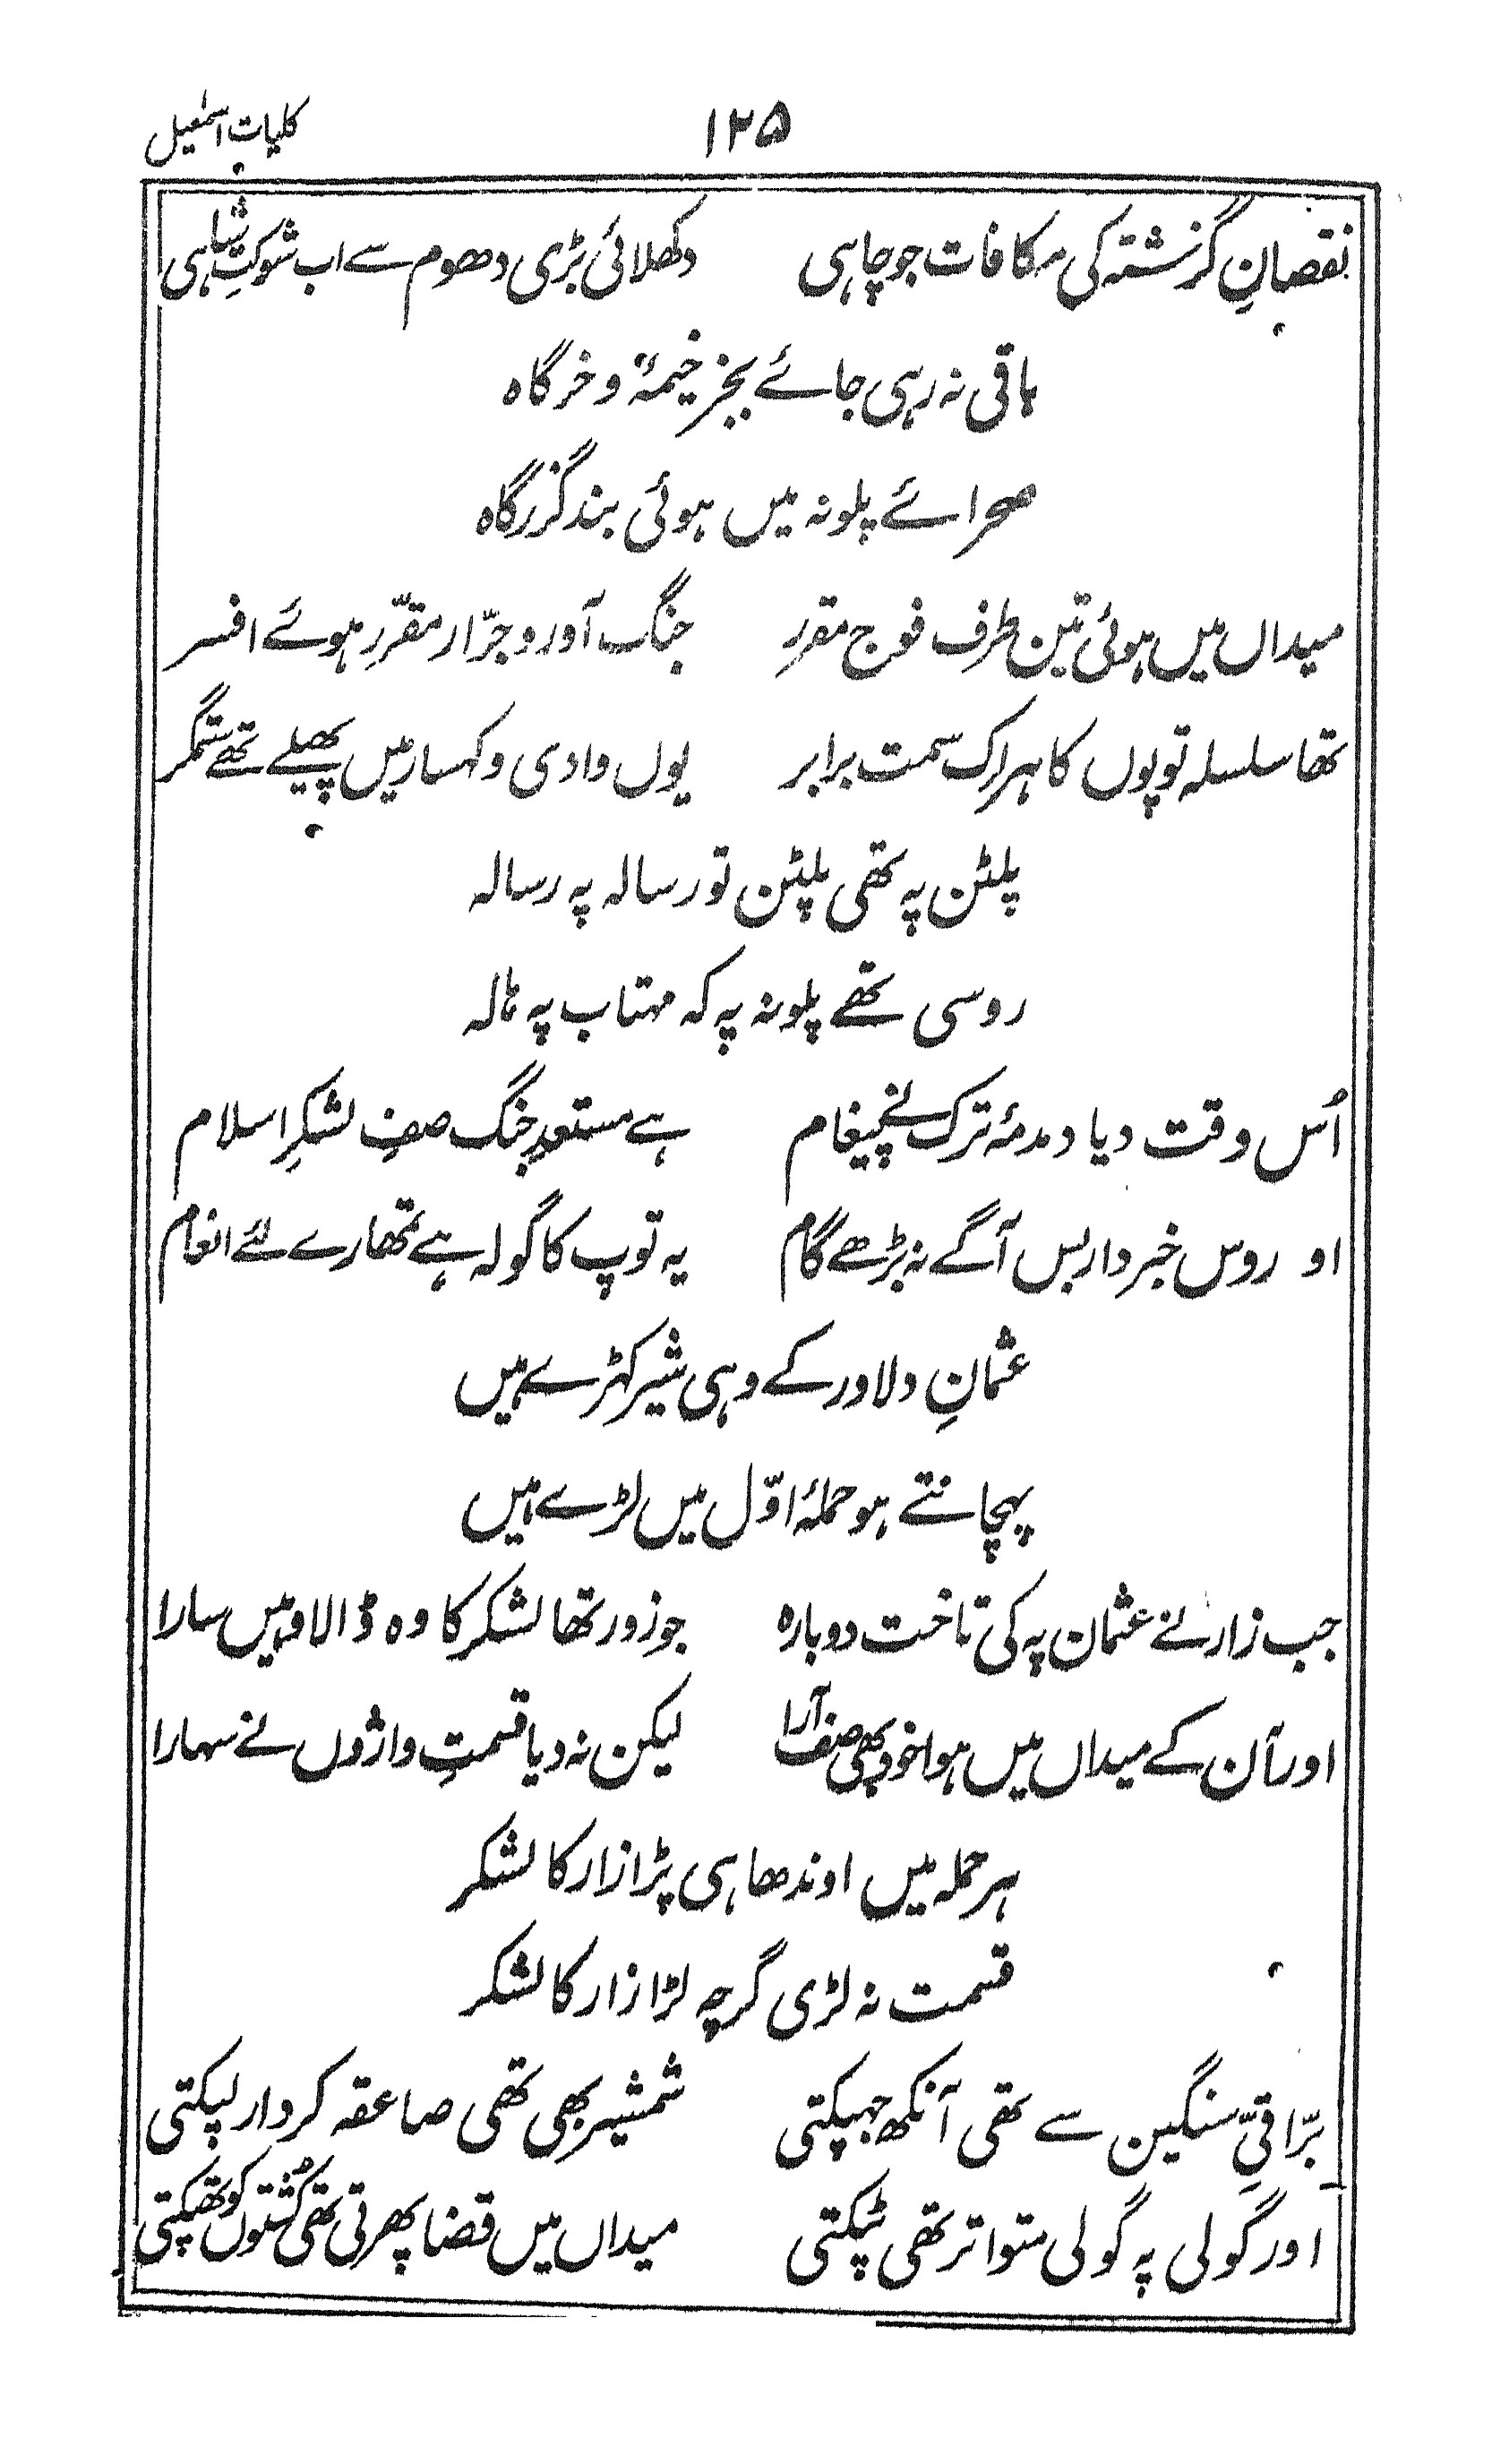 کلیات اسمٰعیل
۱۲۵
نقصانِ گزشتہ کی مکافات جو چاہی دکھلائی بڑی دھوم سے اب شوکتِ شاہی
باقی نہ رہی جائے بجز خیمۂ و خرگاہ
صحرائے پلونہ میں ہوئی بند گزرگاہ
میداں میں ہوئی تین طرف فوج مقرر جنگ آور و جرّار مقرّر ہوئے افسر
تھا سلسلہ توپوں کا ہر اک سمت برابر یوں وادی و کہسار میں پھیلے تھے ستمگر
پلٹن پہ تھی پلٹن تو رسالہ پہ رسالہ
روسی تھے پلونہ پہ کہ مہتاب پہ ہالہ
اُس وقت دیا دمدمۂ ترک نے پیغام ہے مستعدِ جنگ صفِ لشکرِ اسلام
او روس خبردار بس آگے نہ بڑھے گام یہ توپ کا گولہ ہے تمھارے لئے انعام
عثمانِ دلاور کے وہی شیر کھڑے ہیں
پہچانتے ہو حملۂ اوّل میں لڑے ہیں
جب زار نے عثمان پہ کی تاخت دوبارہ جو زور تھا لشکر کا وہ ڈالا وہیں سارا
اور آن کے میداں میں ہوا خود بھی صف آرا لیکن نہ دیا قسمتِ واژوں نے سہارا
ہر حملہ میں اوندھا ہی پڑا زار کا لشکر
قسمت نہ لڑی گرچہ لڑا زار کا لشکر
برّاقیِّ سنگین سے تھی آنکھ جھپکتی شمشیر بھی تھی صاعقہ کردار لپکتی
اور گولی پہ گولی متواتر تھی ٹپکتی میداں میں قضا پھرتی تھی کُشتوں کو تھپکتی